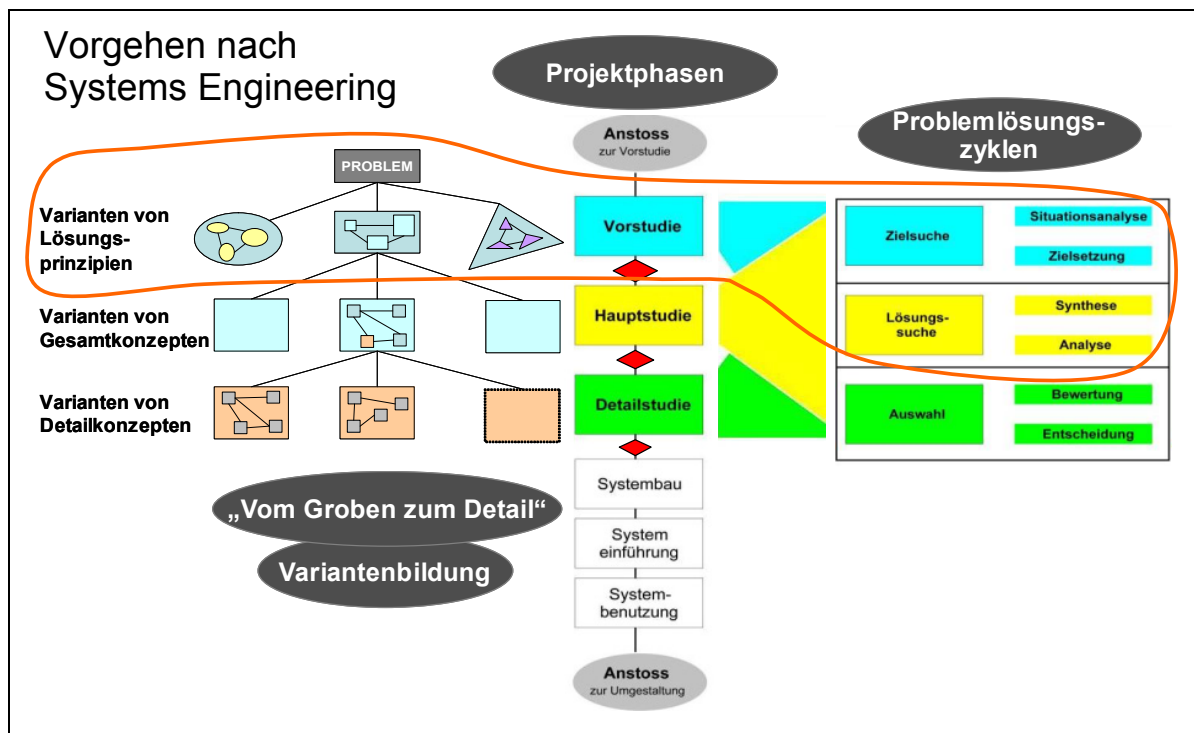 Vorgehen nach
Systems Engineering
Projektphasen
Problemlösungs-
zyklen
Anstoss
zur Vorstudie
PROBLEM
Varianten von
Lösungs-
prinzipien
Vorstudie
Zielsuche
Situationsanalyse
Zielsetzung
Varianten von
Gesamtkonzepten
Hauptstudie
Lösungs-
suche
Synthese
Analyse
Varianten von
Detailkonzepten
Detailstudie
Auswahl
Bewertung
Entscheidung
„Vom Groben zum Detail“
Variantenbildung
Systembau
System
einführung
System-
benutzung
Anstoss
zur Umgestaltung